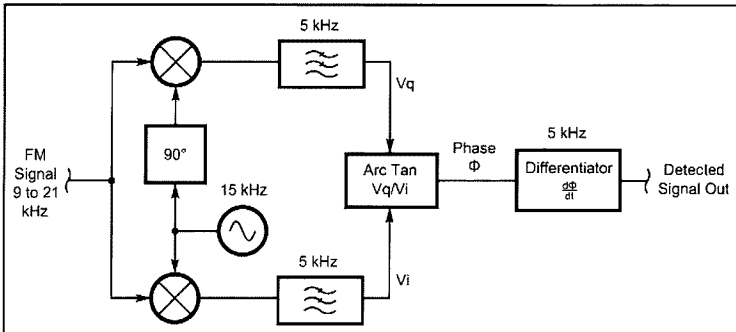 5 kHz
Vq
FM
Signal
9 to 21
kHz
90°
15 kHz
Arc Tan
Vq/Vi
Phase
Φ
5 kHz
Differentiator
dΦ
dt
Detected
Signal Out
5 kHz
Vi